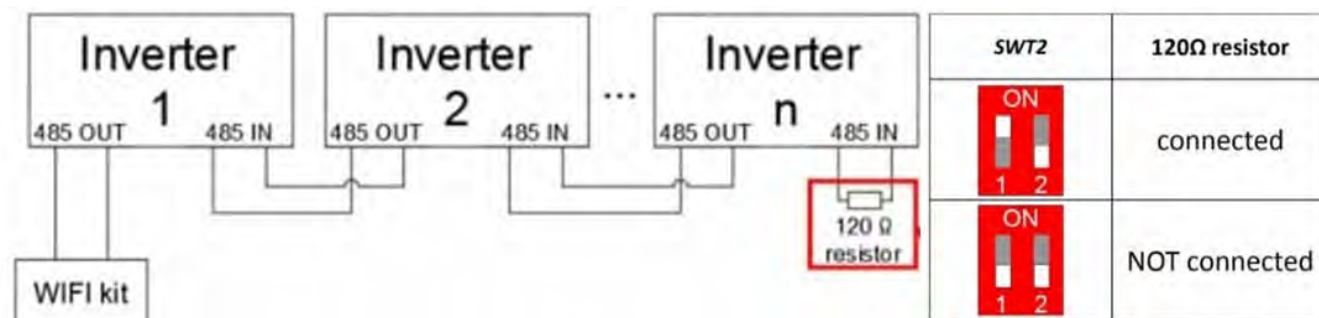 Inverter
1
485 OUT 485 IN
Inverter
2
485 OUT 485 IN
...
Inverter
n
485 OUT 485 IN
120 Ω
resistor
WIFI kit
SWT2 120Ω resistor
ON
1 2
connected
ON
1 2
NOT connected